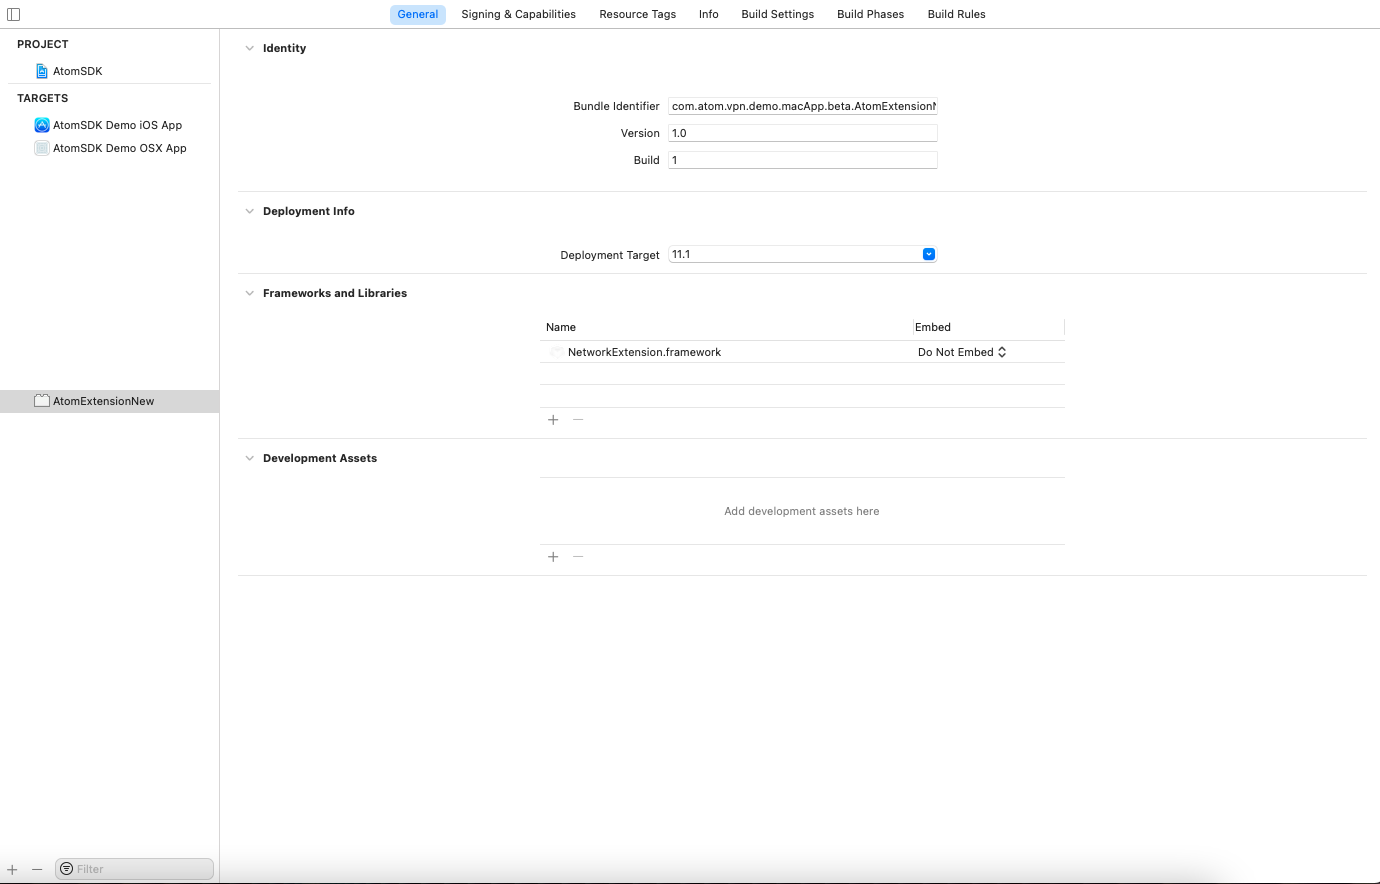 General Signing & Capabilities Resource Tags Info Build Settings Build Phases Build Rules
PROJECT
AtomSDK
TARGETS
AtomSDK Demo iOS App
AtomSDK Demo OSX App
AtomExtensionNew
Filter
Identity
Bundle Identifier com.atom.vpn.demo.macApp.beta.AtomExtensionN
Version 1.0
Build 1
Deployment Info
Deployment Target 11.1
Frameworks and Libraries
Name Embed
NetworkExtension.framework Do Not Embed
Development Assets
Add development assets here